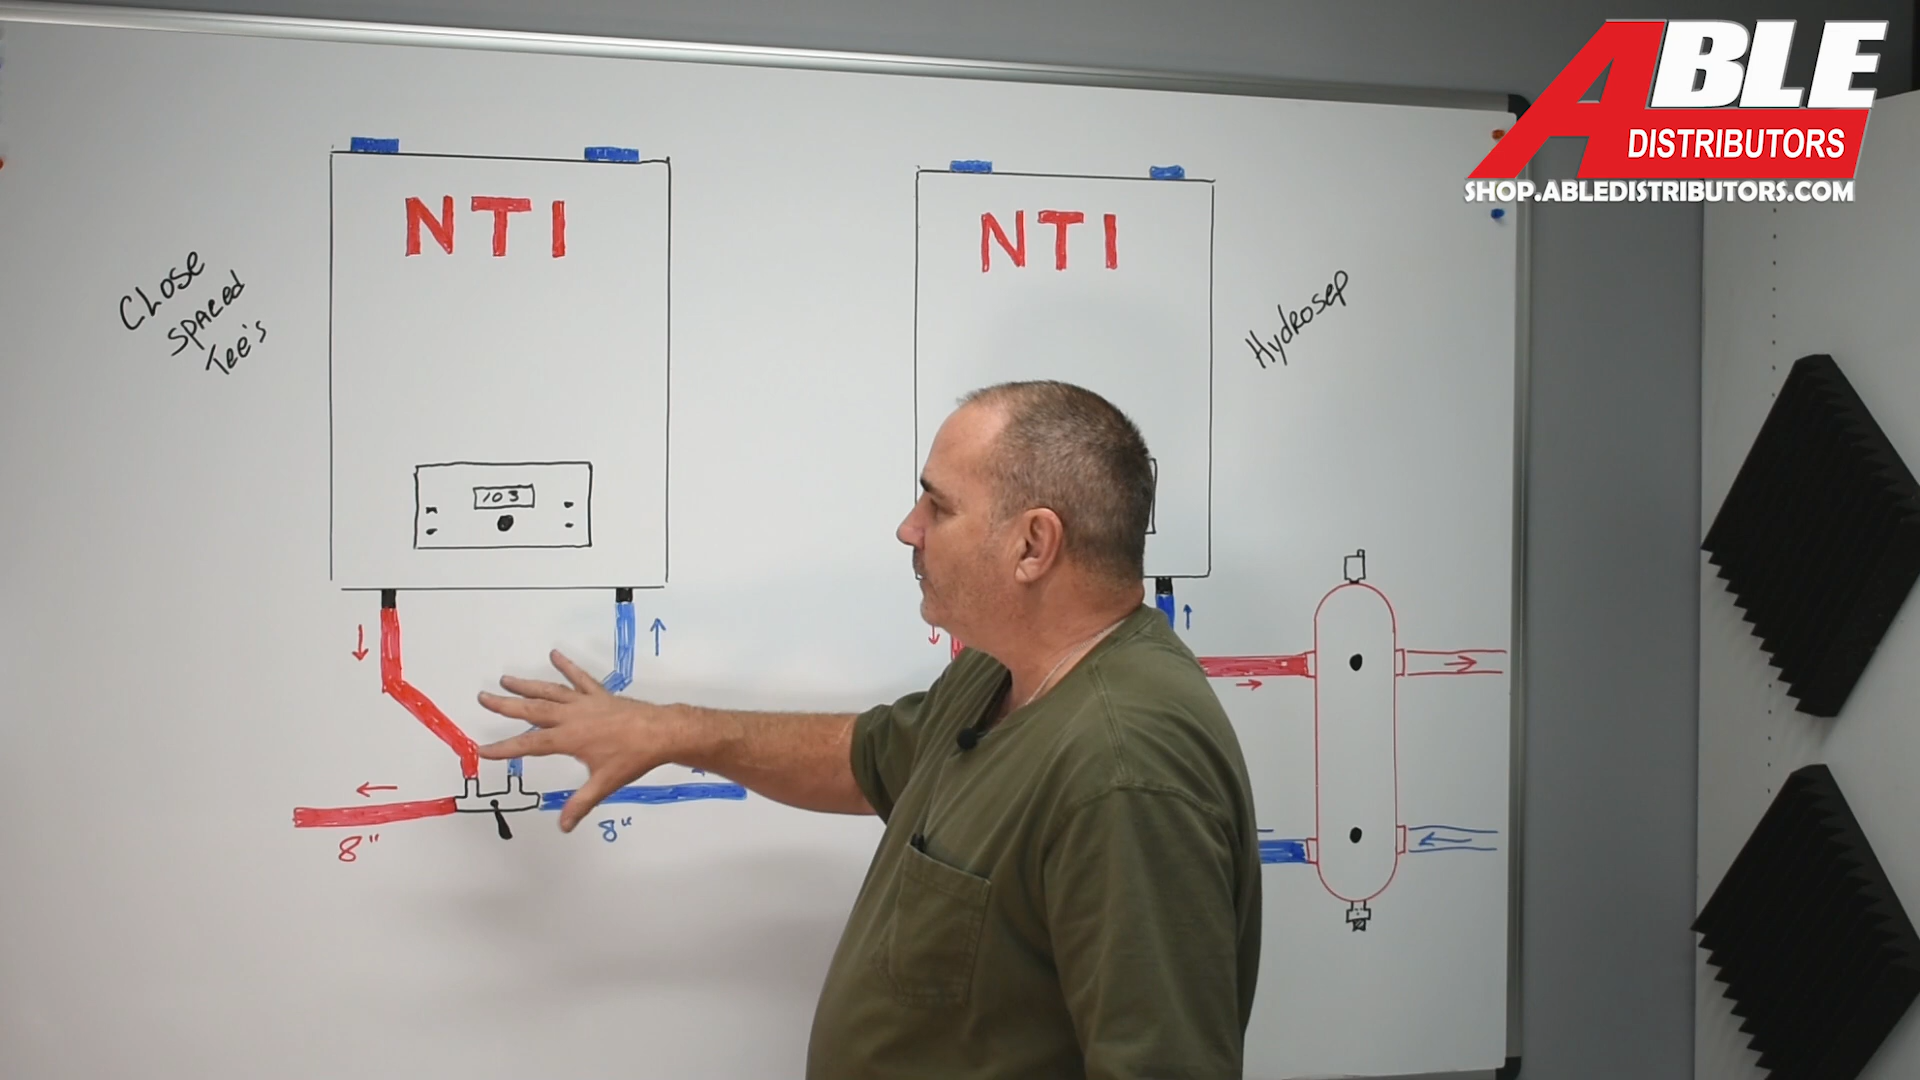 ABLE
DISTRIBUTORS
SHOP.ABLEDISTRIBUTORS.COM
NTI
NTI
Close
spaced
Tee's
Hydrosep
103
8"
8"